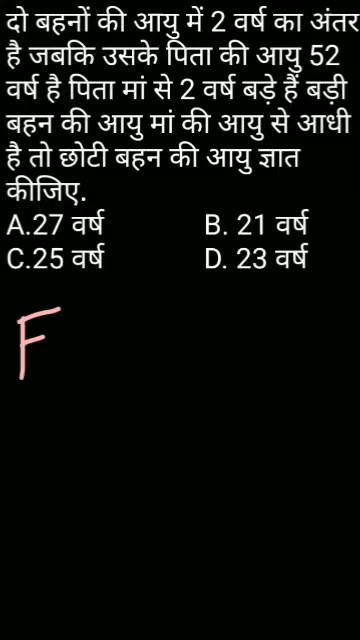 दो बहनों की आयु में 2 वर्ष का अंतर
है जबकि उसके पिता की आयु 52
वर्ष है पिता मां से 2 वर्ष बड़े हैं बड़ी
बहन की आयु मां की आयु से आधी
है तो छोटी बहन की आयु ज्ञात
कीजिए.
A.27 वर्ष B. 21 वर्ष
C.25 वर्ष D. 23 वर्ष
F